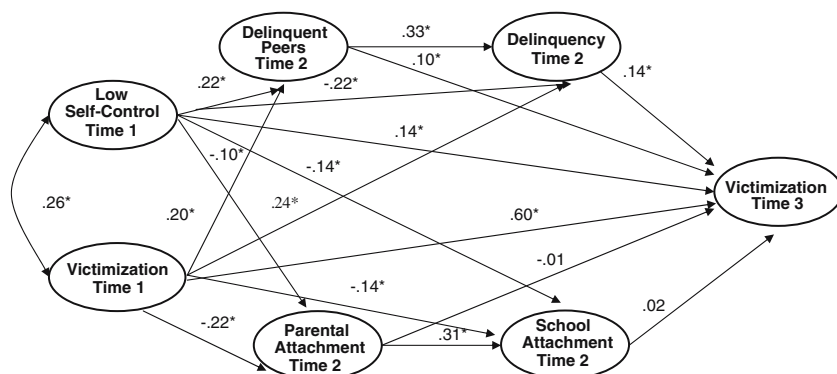 Delinquent
Peers
Time 2
.33*
Delinquency
Time 2
.10*
.14*
Low
Self-Control
Time 1
.22*
-.22*
.14*
-.10*
-.14*
.26*
.20*
.24*
.60*
Victimization
Time 3
Victimization
Time 1
-.01
-.14*
.02
-.22*
Parental
Attachment
Time 2
.31*
School
Attachment
Time 2